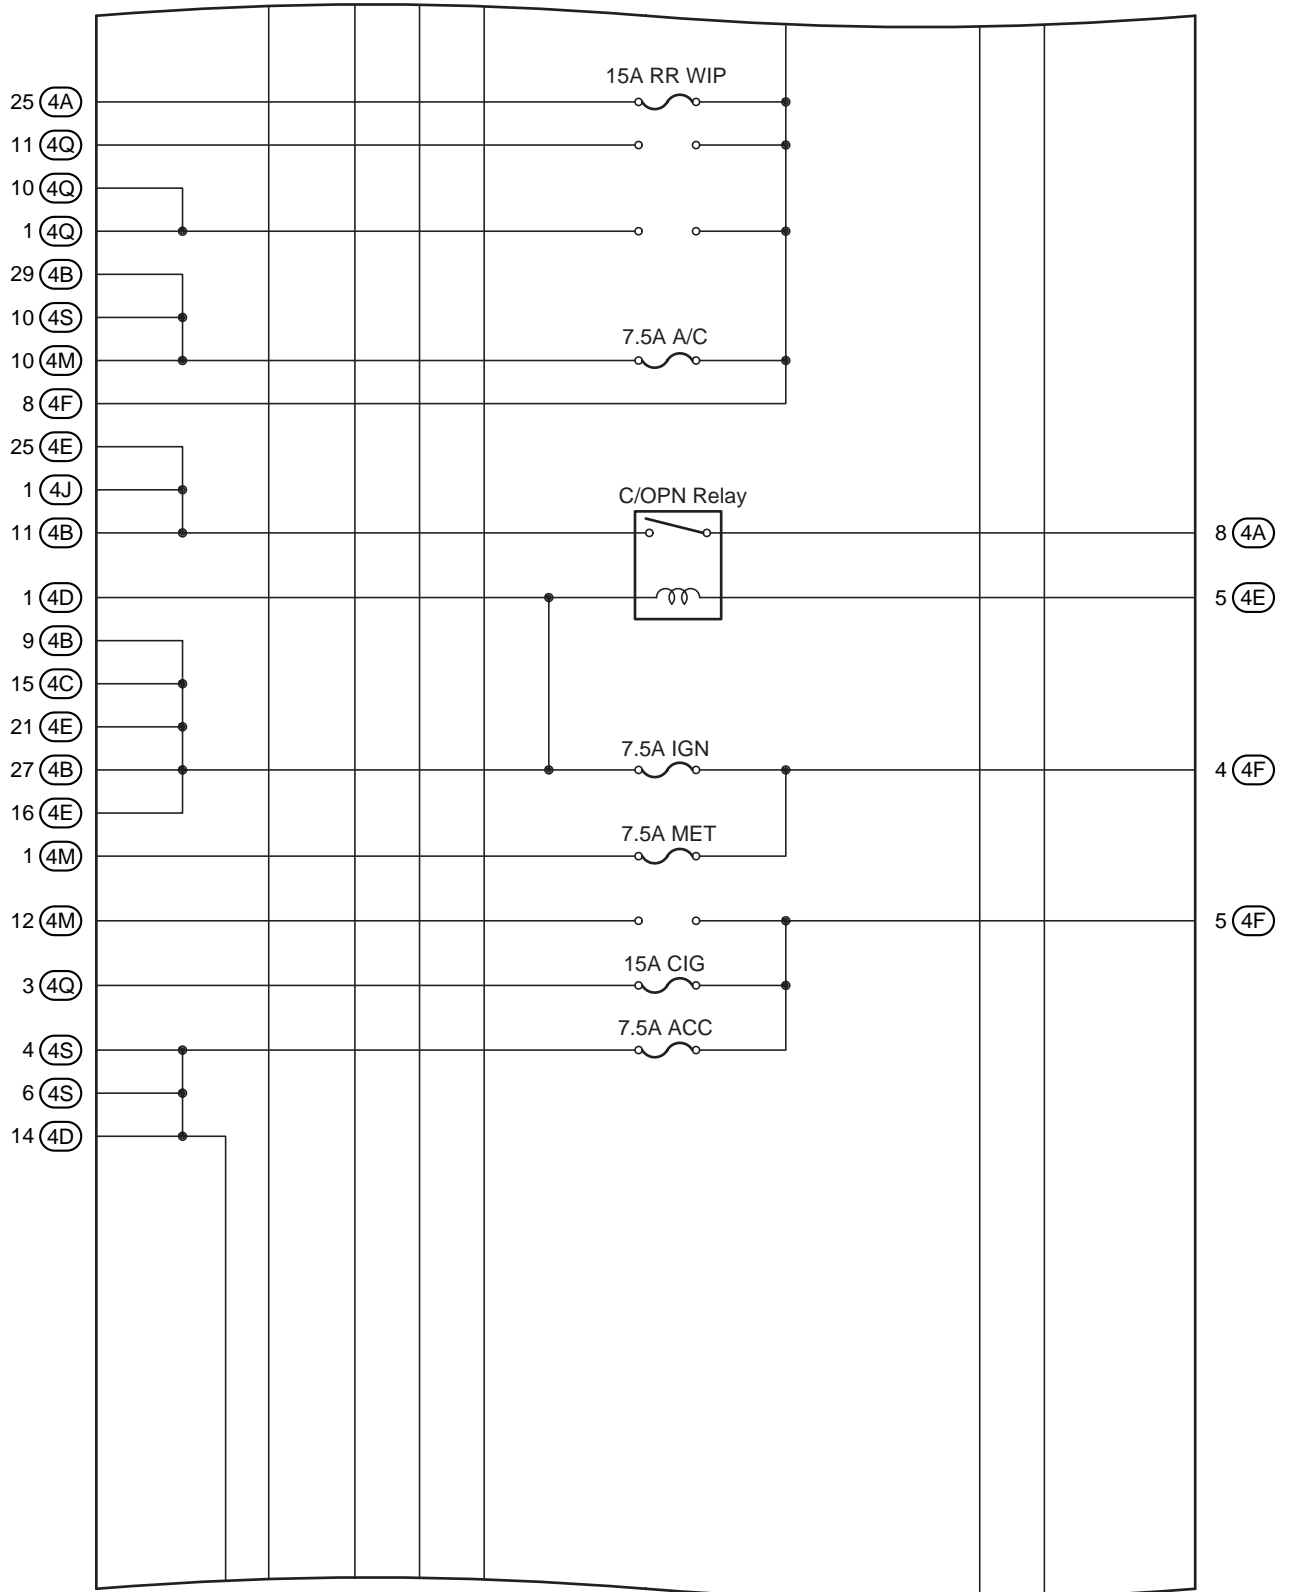 15A RR WIP
25 4A
11 4Q
10 4Q
1 4Q
29 4B
10 4S
7.5A A/C
10 4M
8 4F
25 4E
1 4J
C/OPN Relay
11 4B
8 4A
1 4D
5 4E
9 4B
15 4C
21 4E
7.5A IGN
27 4B
4 4F
16 4E
7.5A MET
1 4M
12 4M
5 4F
15A CIG
3 4Q
7.5A ACC
4 4S
6 4S
14 4D